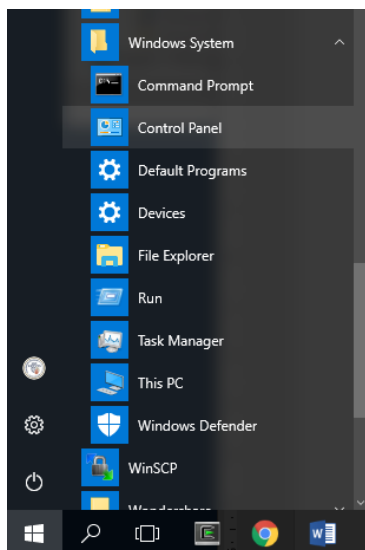 Windows System
Command Prompt
Control Panel
Default Programs
Devices
File Explorer
Run
Task Manager
This PC
Windows Defender
WinSCP